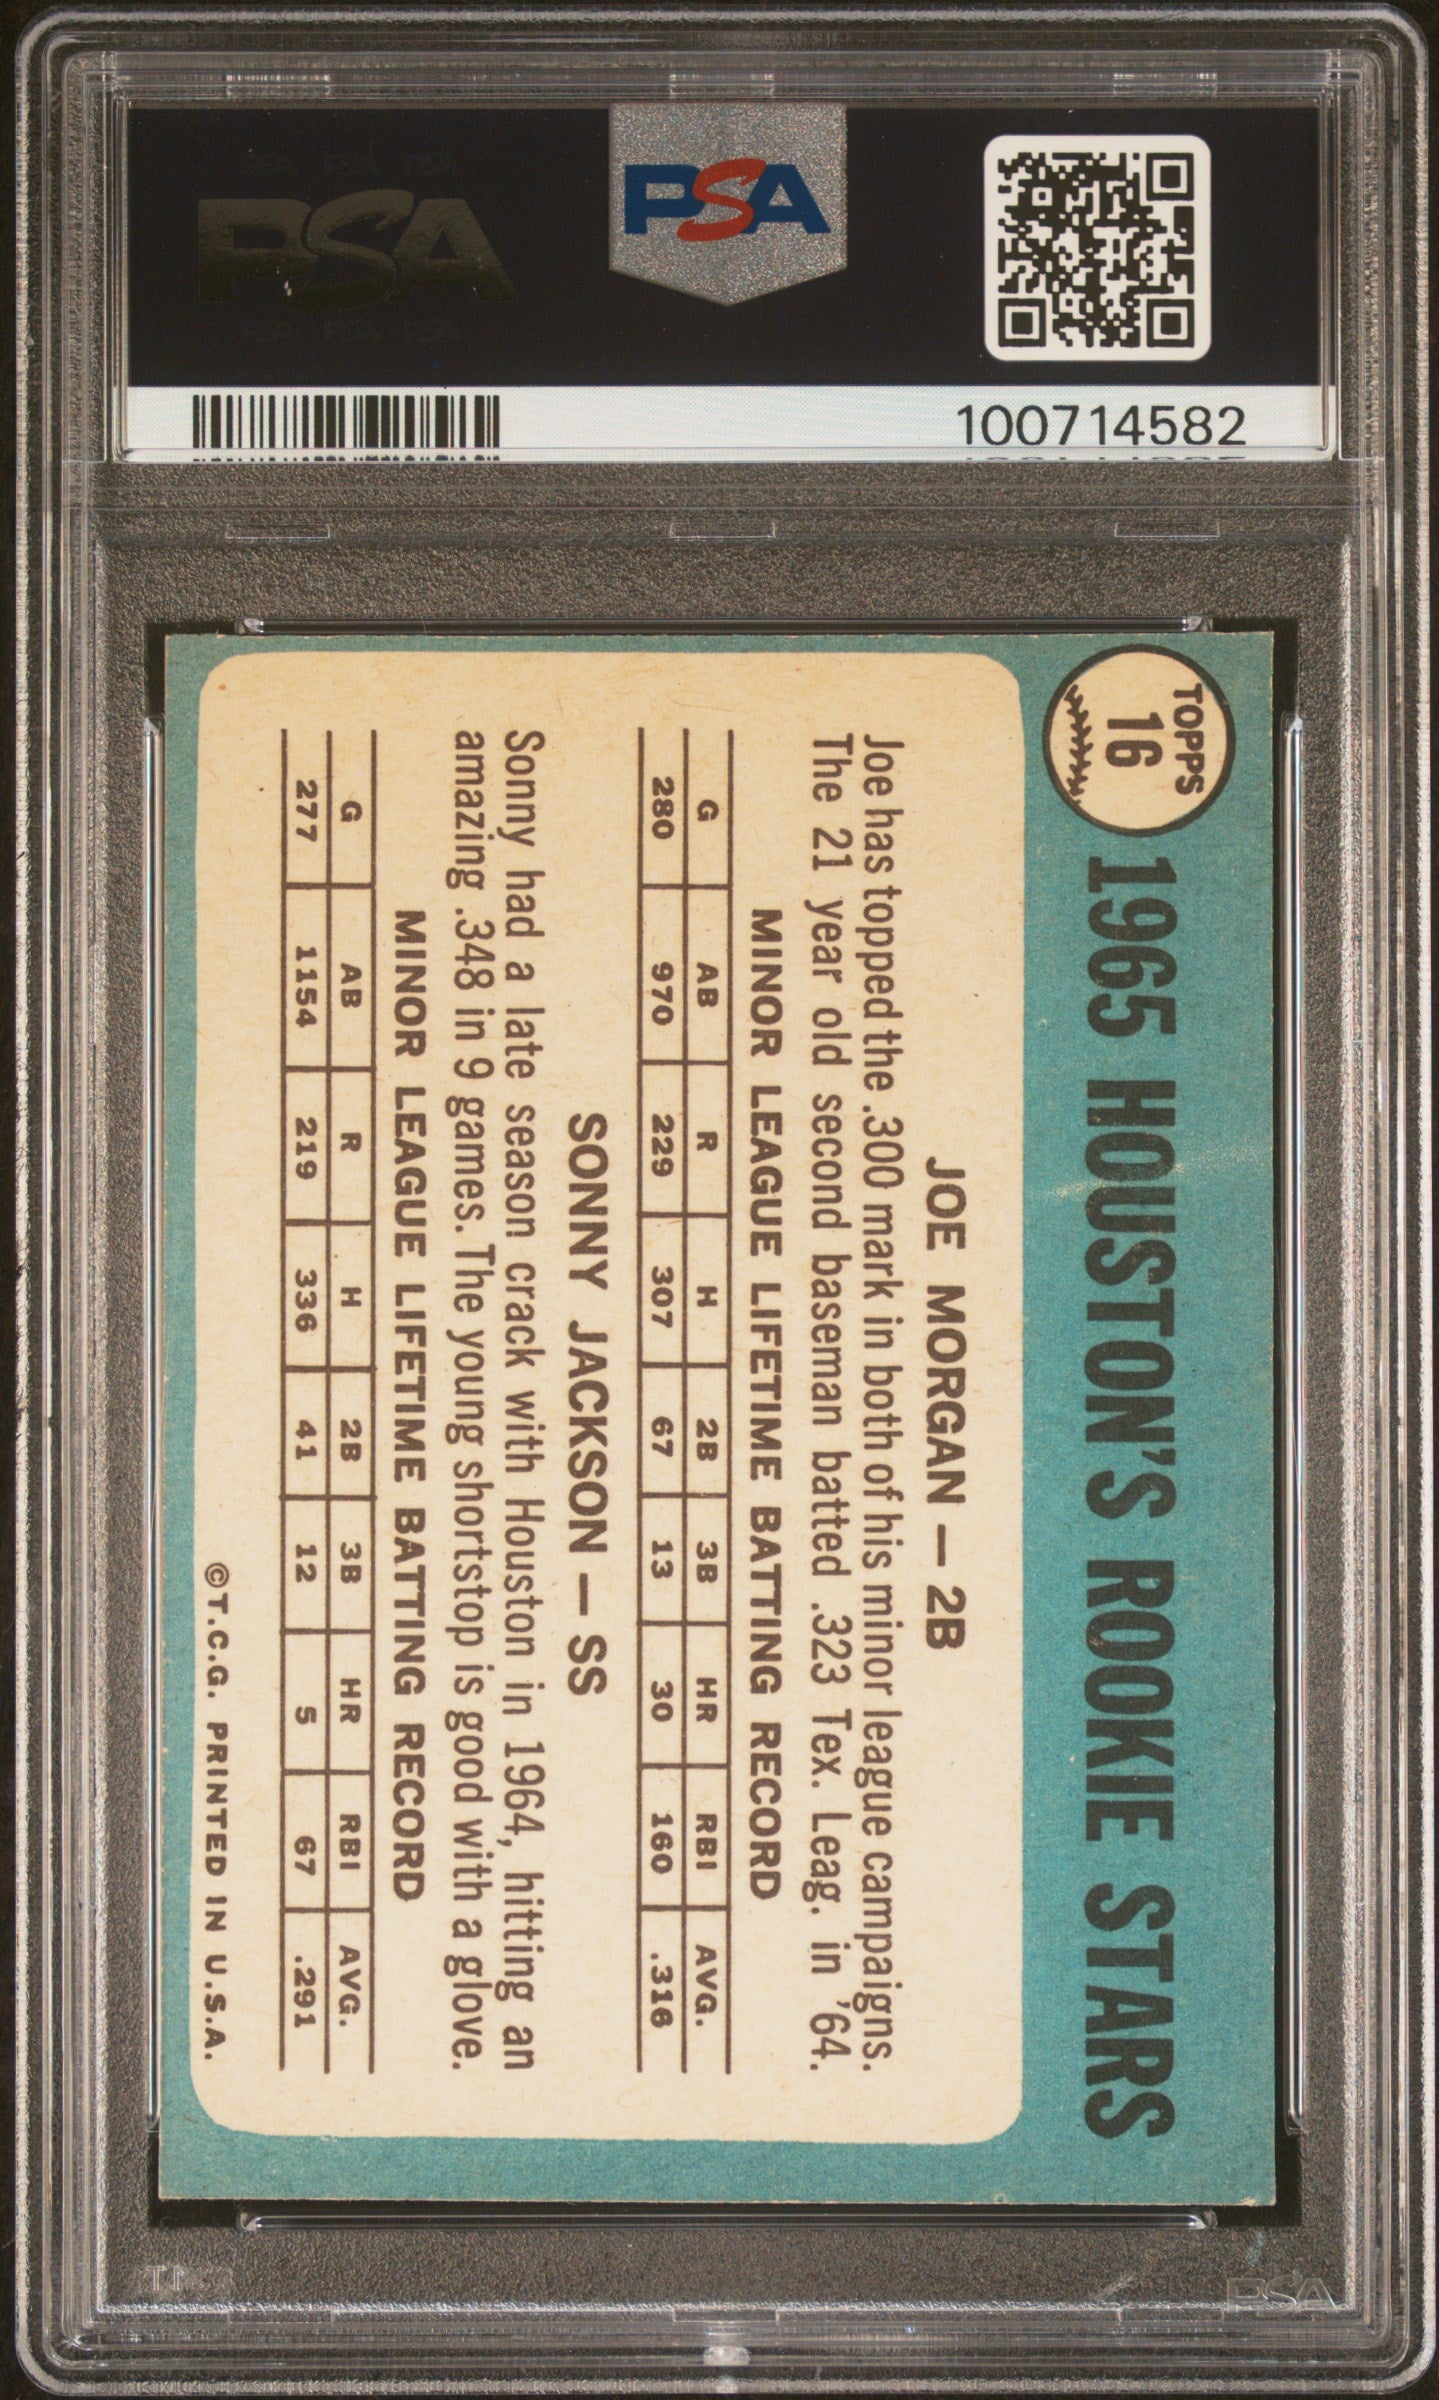 PSA
PSA
100714582
TOPPS
16
1965 HOUSTON'S ROOKIE STARS
JOE MORGAN — 2B
Joe has topped the .300 mark in both of his minor league campaigns.
The 21 year old second baseman batted .323 Tex. Leag. in '64.
MINOR LEAGUE LIFETIME BATTING RECORD
G AB R H 2B 3B HR RBI AVG.
280 970 229 307 67 13 30 160 .316
SONNY JACKSON — SS
Sonny had a late season crack with Houston in 1964, hitting an
amazing .348 in 9 games. The young shortstop is good with a glove.
MINOR LEAGUE LIFETIME BATTING RECORD
G AB R H 2B 3B HR RBI AVG.
277 1154 219 336 41 12 5 67 .291
©T.C.G. PRINTED IN U.S.A.
PSA